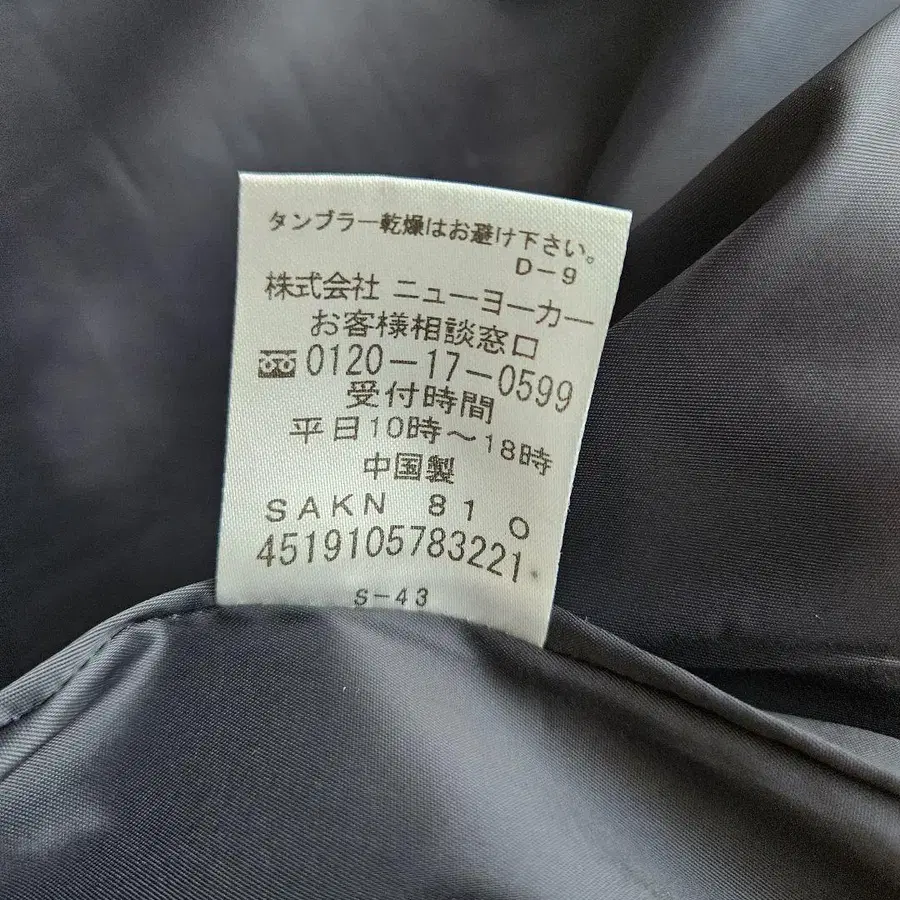 タンブラー乾燥はお避け下さい。
D-9
株式会社 ニューヨーカー
お客様相談窓口
0120-17-0599
受付時間
平日10時～18時
中国製
SAKN 81 O
4519105783221
S-43